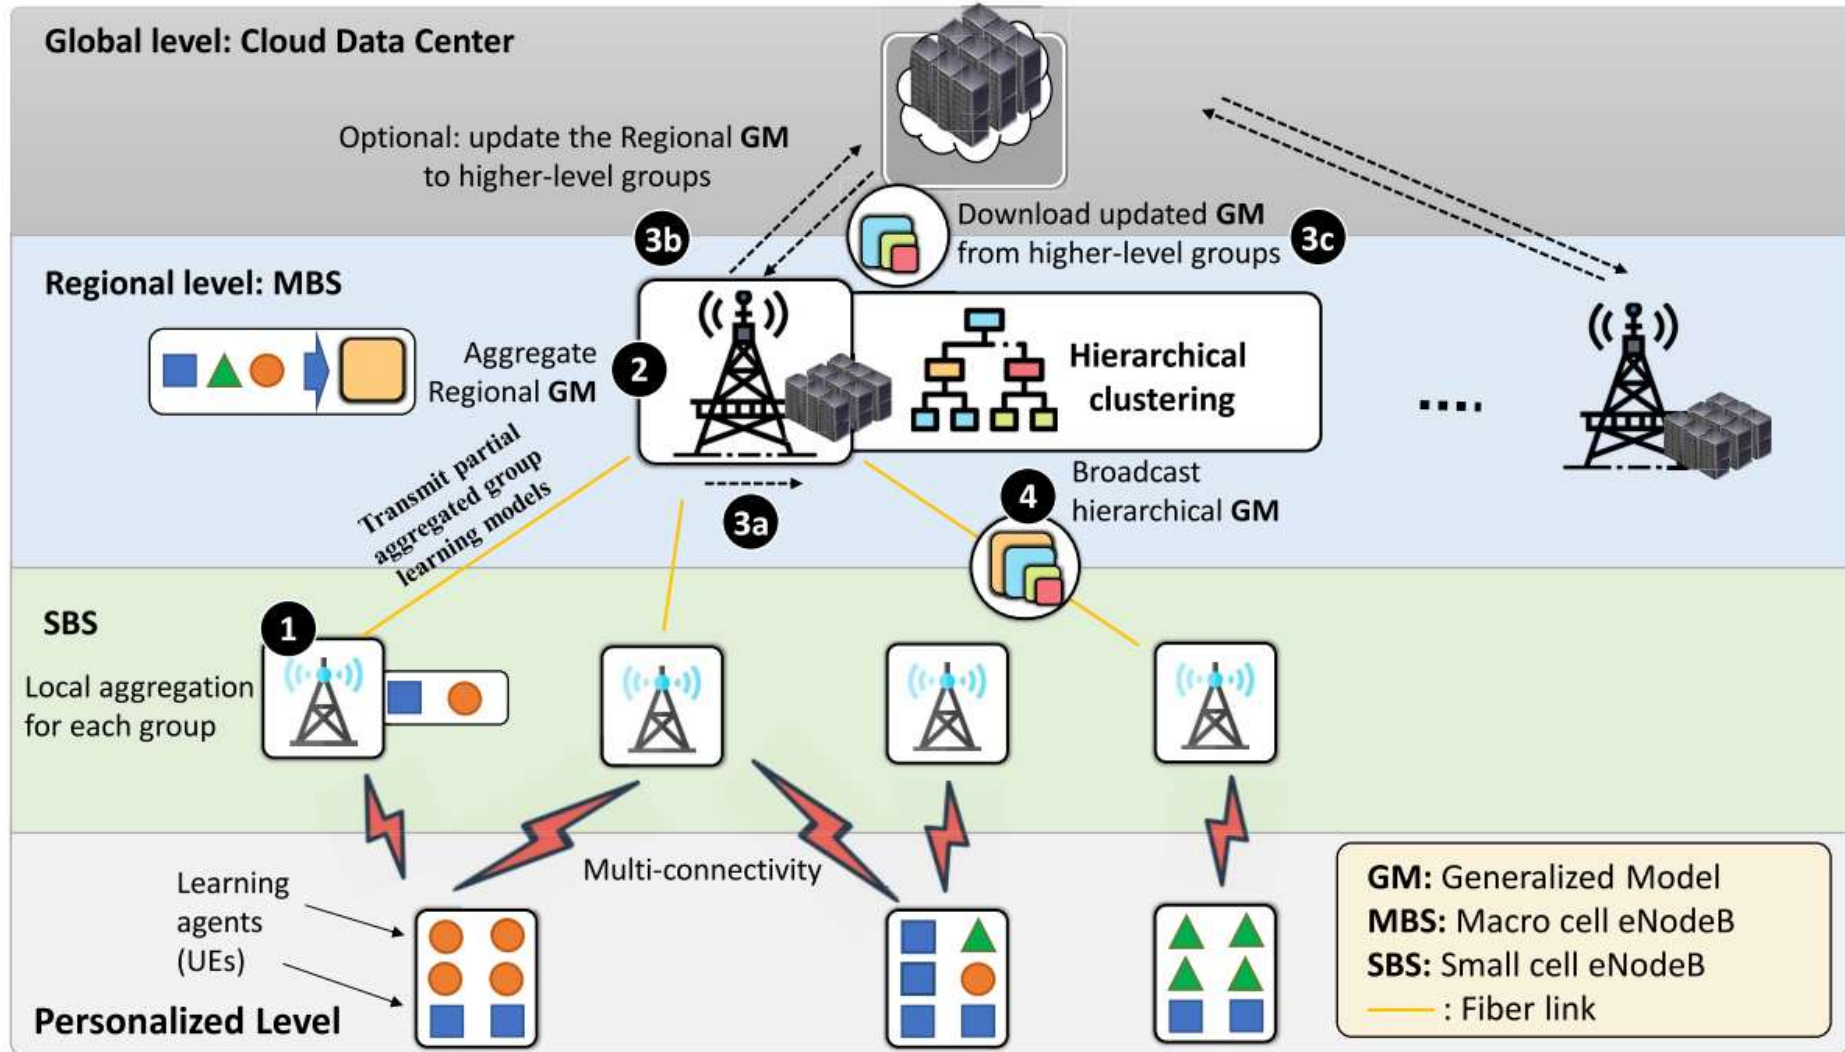 Global level: Cloud Data Center
Optional: update the Regional GM
to higher-level groups
3b
Download updated GM
from higher-level groups
3c
Regional level: MBS
Aggregate
Regional GM
2
Hierarchical
clustering
....
Transmit partial
aggregated group
learning models
3a
4
Broadcast
hierarchical GM
SBS
1
Local aggregation
for each group
Multi-connectivity
Learning
agents
(UEs)
Personalized Level
GM: Generalized Model
MBS: Macro cell eNodeB
SBS: Small cell eNodeB
: Fiber link